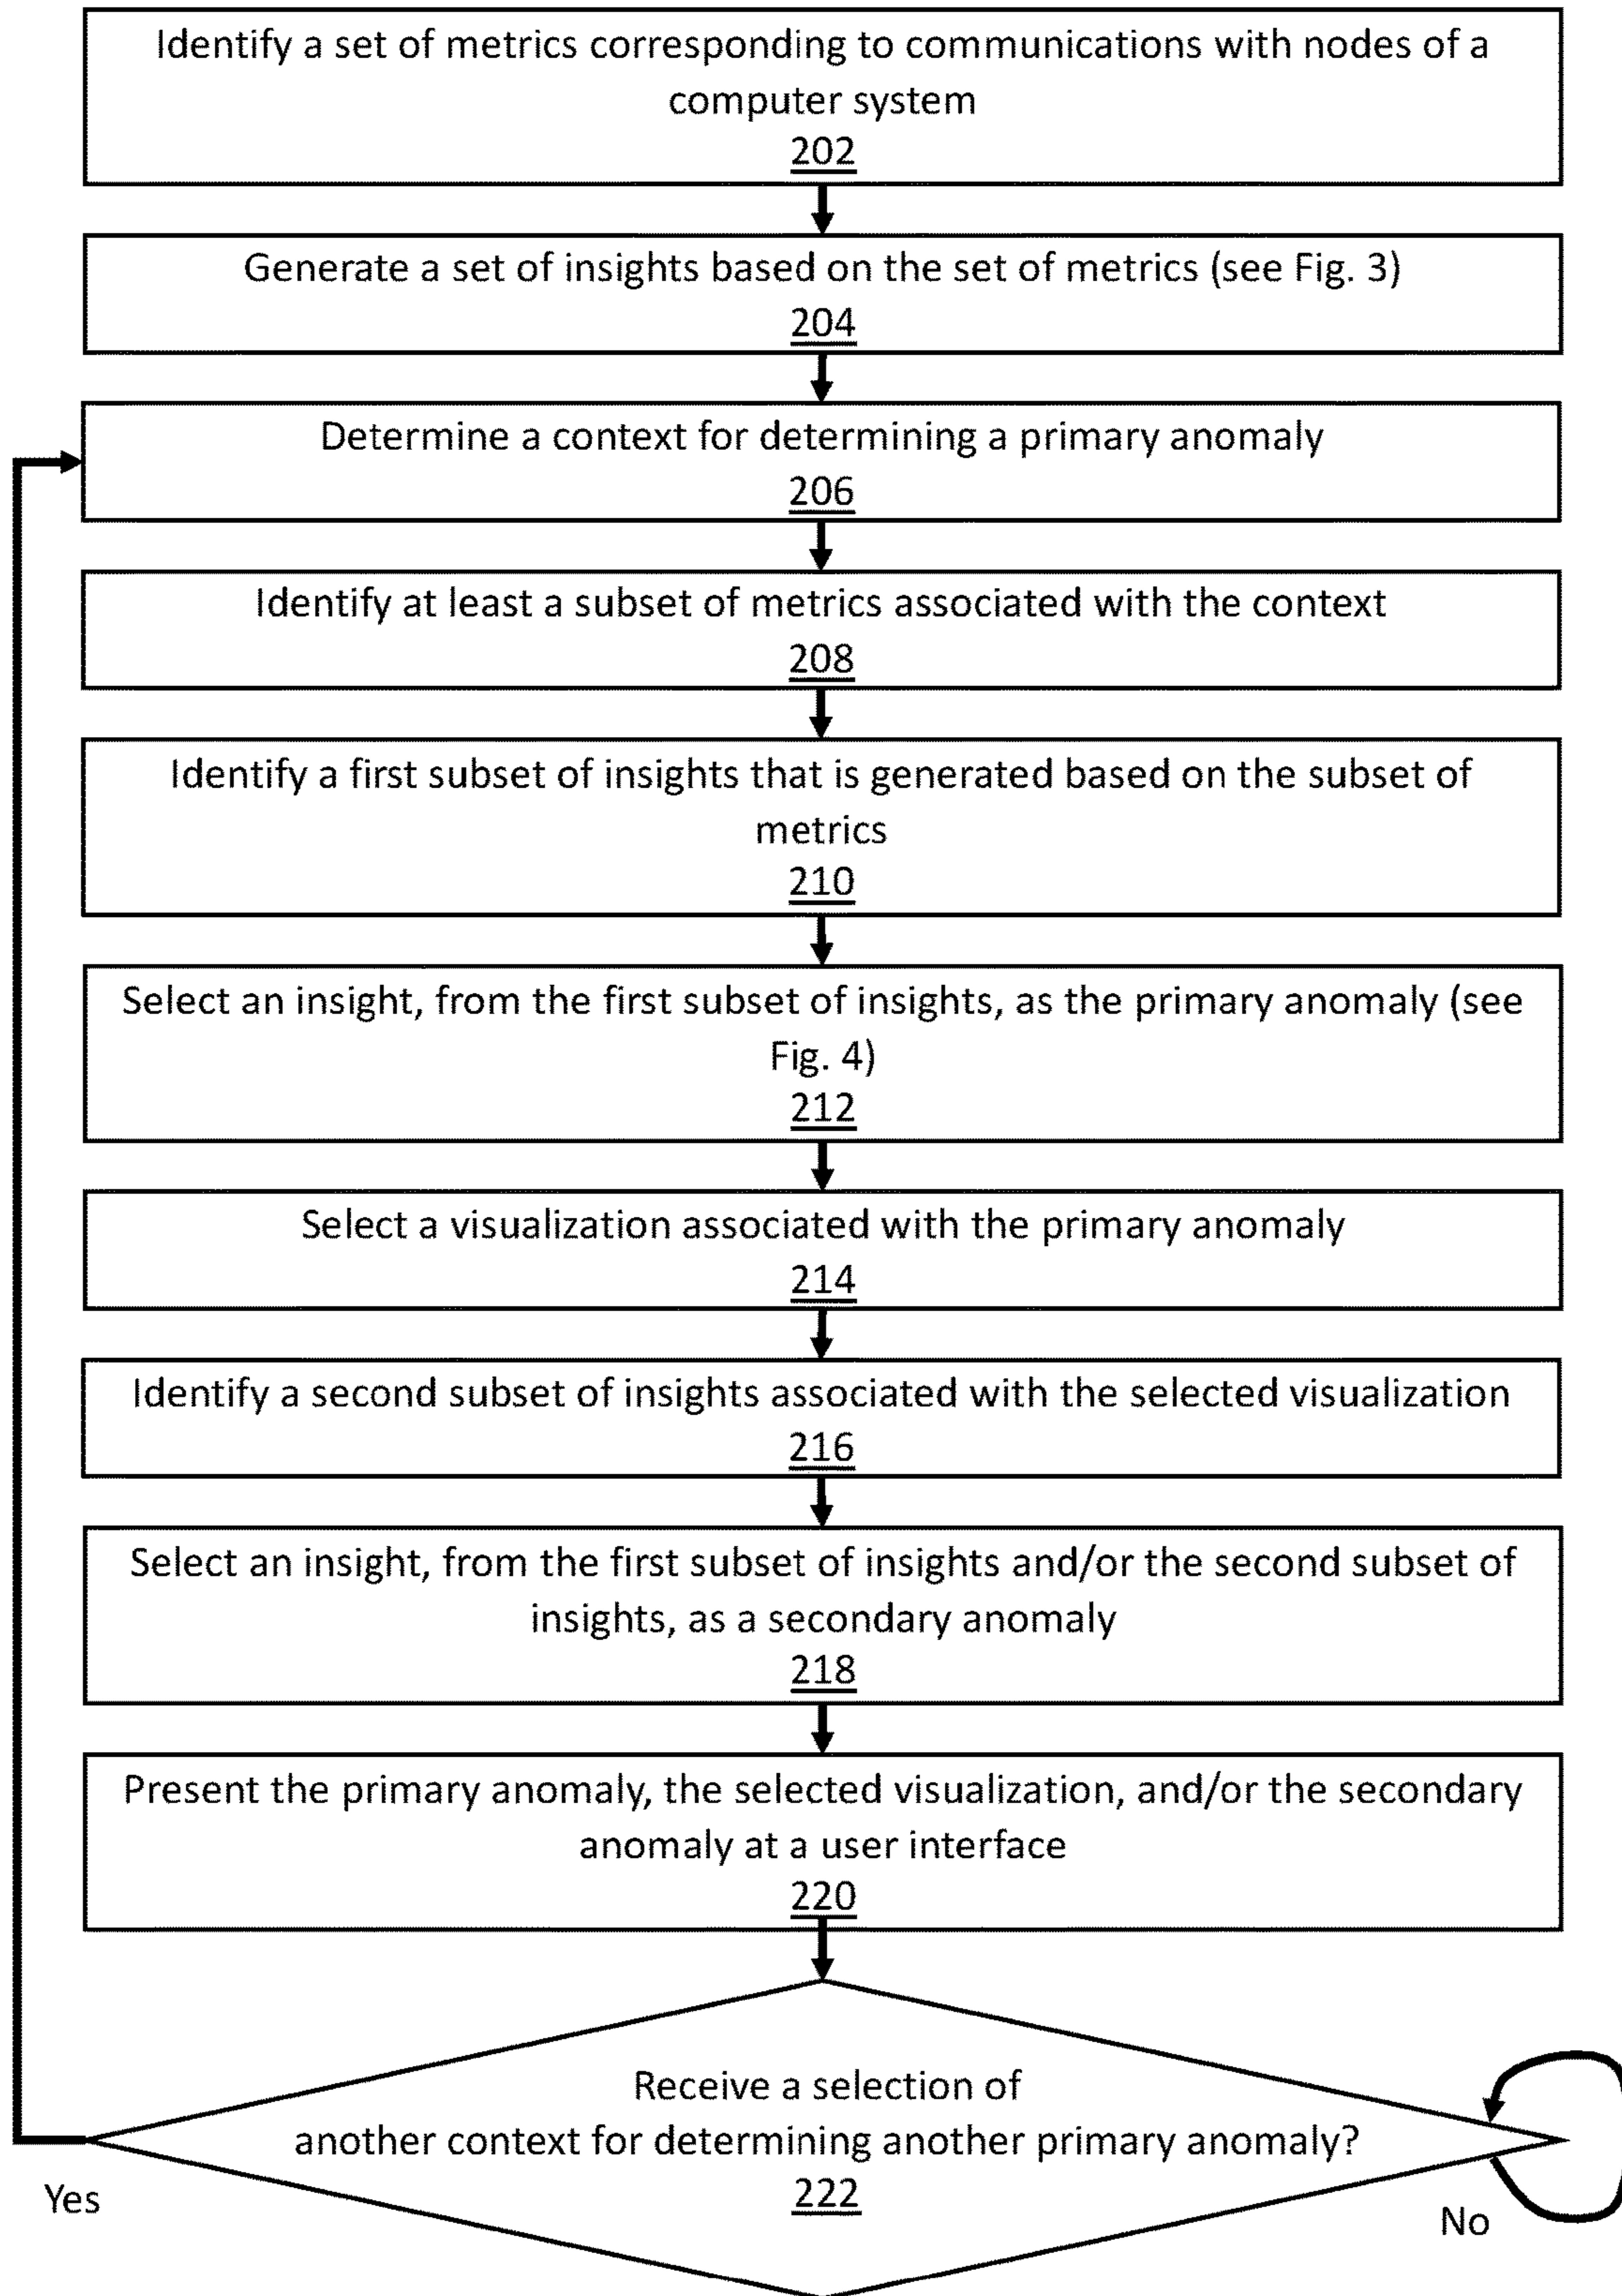 Identify a set of metrics corresponding to communications with nodes of a
computer system
202
Generate a set of insights based on the set of metrics (see Fig. 3)
204
Determine a context for determining a primary anomaly
206
Identify at least a subset of metrics associated with the context
208
Identify a first subset of insights that is generated based on the subset of
metrics
210
Select an insight, from the first subset of insights, as the primary anomaly (see
Fig. 4)
212
Select a visualization associated with the primary anomaly
214
Identify a second subset of insights associated with the selected visualization
216
Select an insight, from the first subset of insights and/or the second subset of
insights, as a secondary anomaly
218
Present the primary anomaly, the selected visualization, and/or the secondary
anomaly at a user interface
220
Receive a selection of
another context for determining another primary anomaly?
222
Yes
No